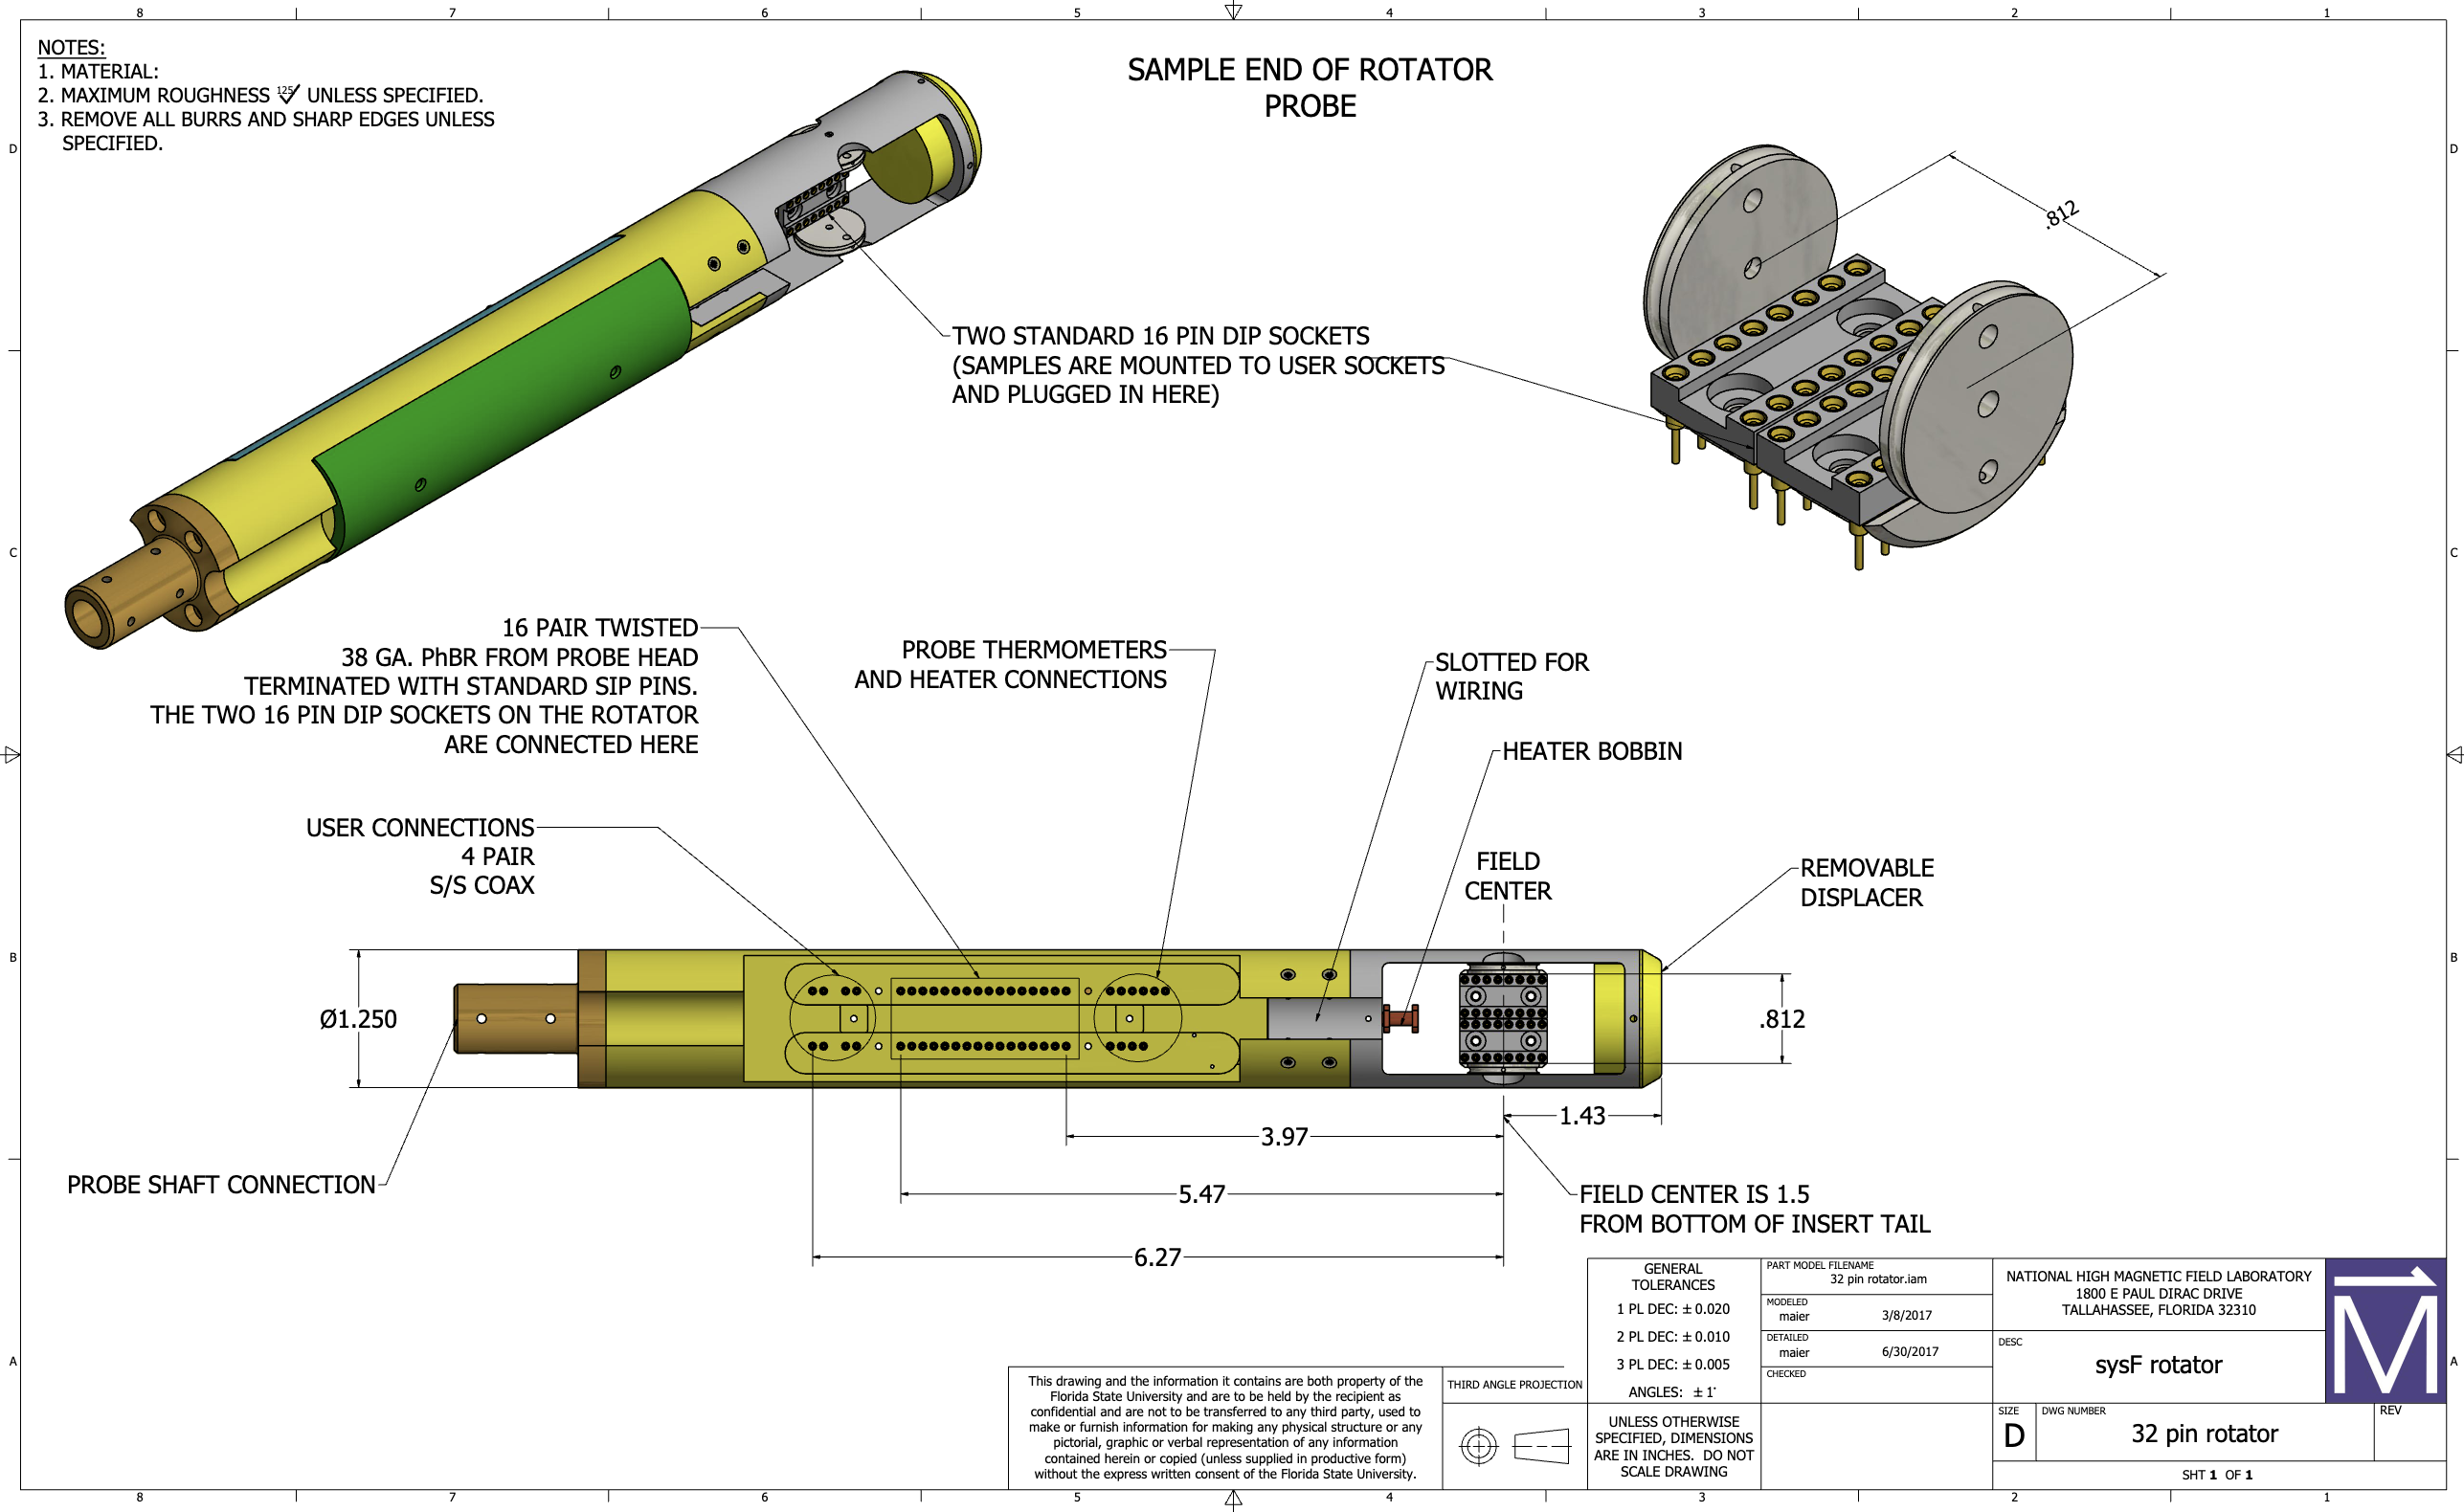 8 7 6 5 4 3 2 1
NOTES:
1. MATERIAL:
2. MAXIMUM ROUGHNESS 125 UNLESS SPECIFIED.
3. REMOVE ALL BURRS AND SHARP EDGES UNLESS
SPECIFIED.
SAMPLE END OF ROTATOR
PROBE
D D
.812
TWO STANDARD 16 PIN DIP SOCKETS
(SAMPLES ARE MOUNTED TO USER SOCKETS
AND PLUGGED IN HERE)
C C
16 PAIR TWISTED
38 GA. PhBR FROM PROBE HEAD
TERMINATED WITH STANDARD SIP PINS.
THE TWO 16 PIN DIP SOCKETS ON THE ROTATOR
ARE CONNECTED HERE
PROBE THERMOMETERS
AND HEATER CONNECTIONS
SLOTTED FOR
WIRING
HEATER BOBBIN
USER CONNECTIONS
4 PAIR
S/S COAX
FIELD
CENTER
REMOVABLE
DISPLACER
B B
Ø1.250
.812
1.43
3.97
5.47
6.27
PROBE SHAFT CONNECTION
FIELD CENTER IS 1.5
FROM BOTTOM OF INSERT TAIL
A A
This drawing and the information it contains are both property of the
Florida State University and are to be held by the recipient as
confidential and are not to be transferred to any third party, used to
make or furnish information for making any physical structure or any
pictorial, graphic or verbal representation of any information
contained herein or copied (unless supplied in productive form)
without the express written consent of the Florida State University.
THIRD ANGLE PROJECTION
GENERAL
TOLERANCES
1 PL DEC: ± 0.020
2 PL DEC: ± 0.010
3 PL DEC: ± 0.005
ANGLES: ± 1°
UNLESS OTHERWISE
SPECIFIED, DIMENSIONS
ARE IN INCHES. DO NOT
SCALE DRAWING
PART MODEL FILENAME
32 pin rotator.iam
MODELED
maier 3/8/2017
DETAILED
maier 6/30/2017
CHECKED
NATIONAL HIGH MAGNETIC FIELD LABORATORY
1800 E PAUL DIRAC DRIVE
TALLAHASSEE, FLORIDA 32310
M
DESC
sysF rotator
SIZE
D
DWG NUMBER
32 pin rotator
REV
SHT 1 OF 1
8 7 6 5 4 3 2 1